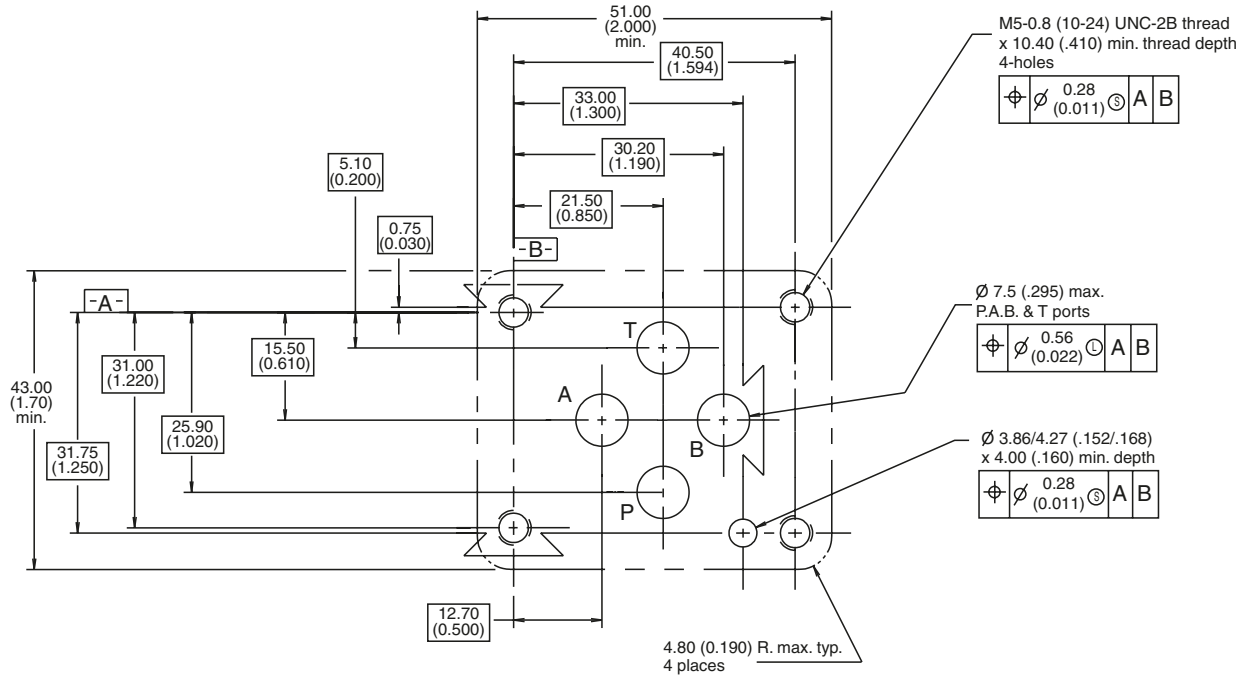 51.00
(2.000)
min.
40.50
(1.594)
33.00
(1.300)
30.20
(1.190)
21.50
(0.850)
5.10
(0.200)
0.75
(0.030)
-B-
-A-
15.50
(0.610)
31.00
(1.220)
25.90
(1.020)
43.00
(1.70)
min.
31.75
(1.250)
12.70
(0.500)
T
A
B
P
M5-0.8 (10-24) UNC-2B thread
x 10.40 (.410) min. thread depth
4-holes
⌖ Ø 0.28 Ⓢ A B
(0.011)
Ø 7.5 (.295) max.
P.A.B. & T ports
⌖ Ø 0.56 Ⓛ A B
(0.022)
Ø 3.86/4.27 (.152/.168)
x 4.00 (.160) min. depth
⌖ Ø 0.28 Ⓢ A B
(0.011)
4.80 (0.190) R. max. typ.
4 places